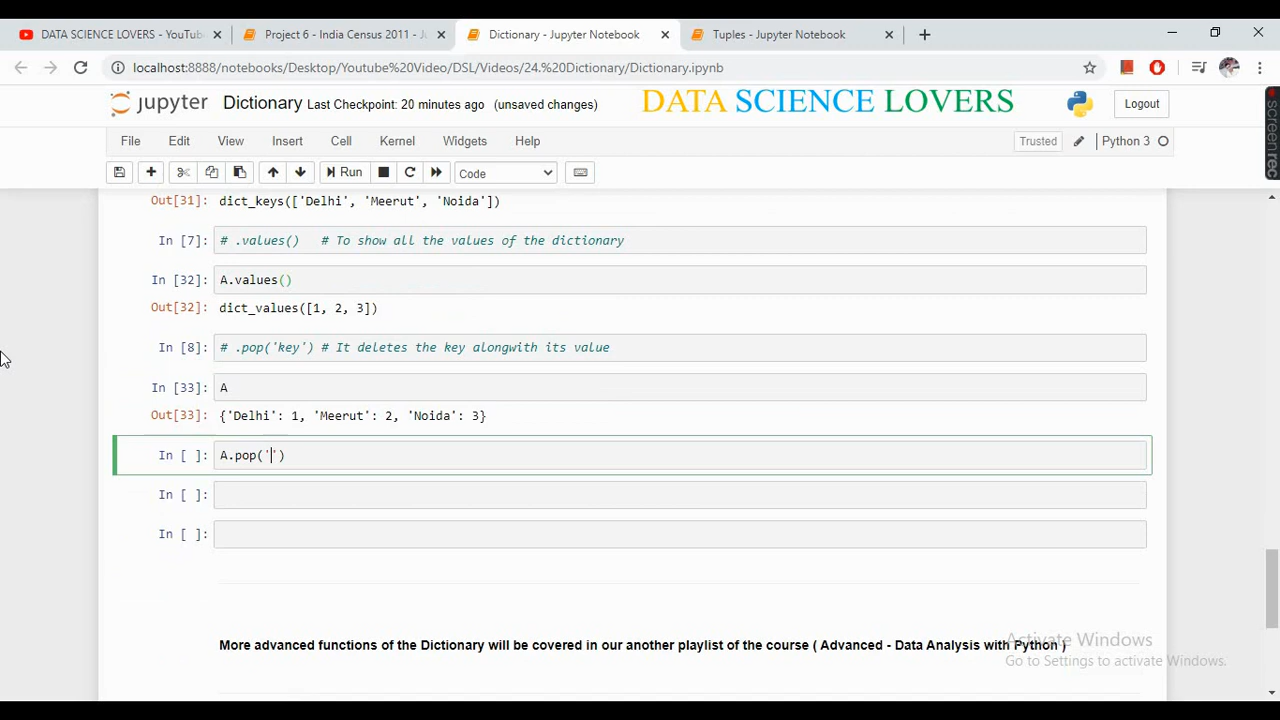 DATA SCIENCE LOVERS - YouTub
Project 6 - India Census 2011 - J
Dictionary - Jupyter Notebook
Tuples - Jupyter Notebook
localhost:8888/notebooks/Desktop/Youtube%20Video/DSL/Videos/24.%20Dictionary/Dictionary.ipynb
jupyter Dictionary Last Checkpoint: 20 minutes ago (unsaved changes) DATA SCIENCE LOVERS Logout
File Edit View Insert Cell Kernel Widgets Help Trusted Python 3
Run Code
screenrec
Out[31]: dict_keys(['Delhi', 'Meerut', 'Noida'])
In [7]: # .values() # To show all the values of the dictionary
In [32]: A.values()
Out[32]: dict_values([1, 2, 3])
In [8]: # .pop('key') # It deletes the key alongwith its value
In [33]: A
Out[33]: {'Delhi': 1, 'Meerut': 2, 'Noida': 3}
In [ ]: A.pop('')
In [ ]:
In [ ]:
More advanced functions of the Dictionary will be covered in our another playlist of the course ( Advanced - Data Analysis with Python )
Activate Windows
Go to Settings to activate Windows.